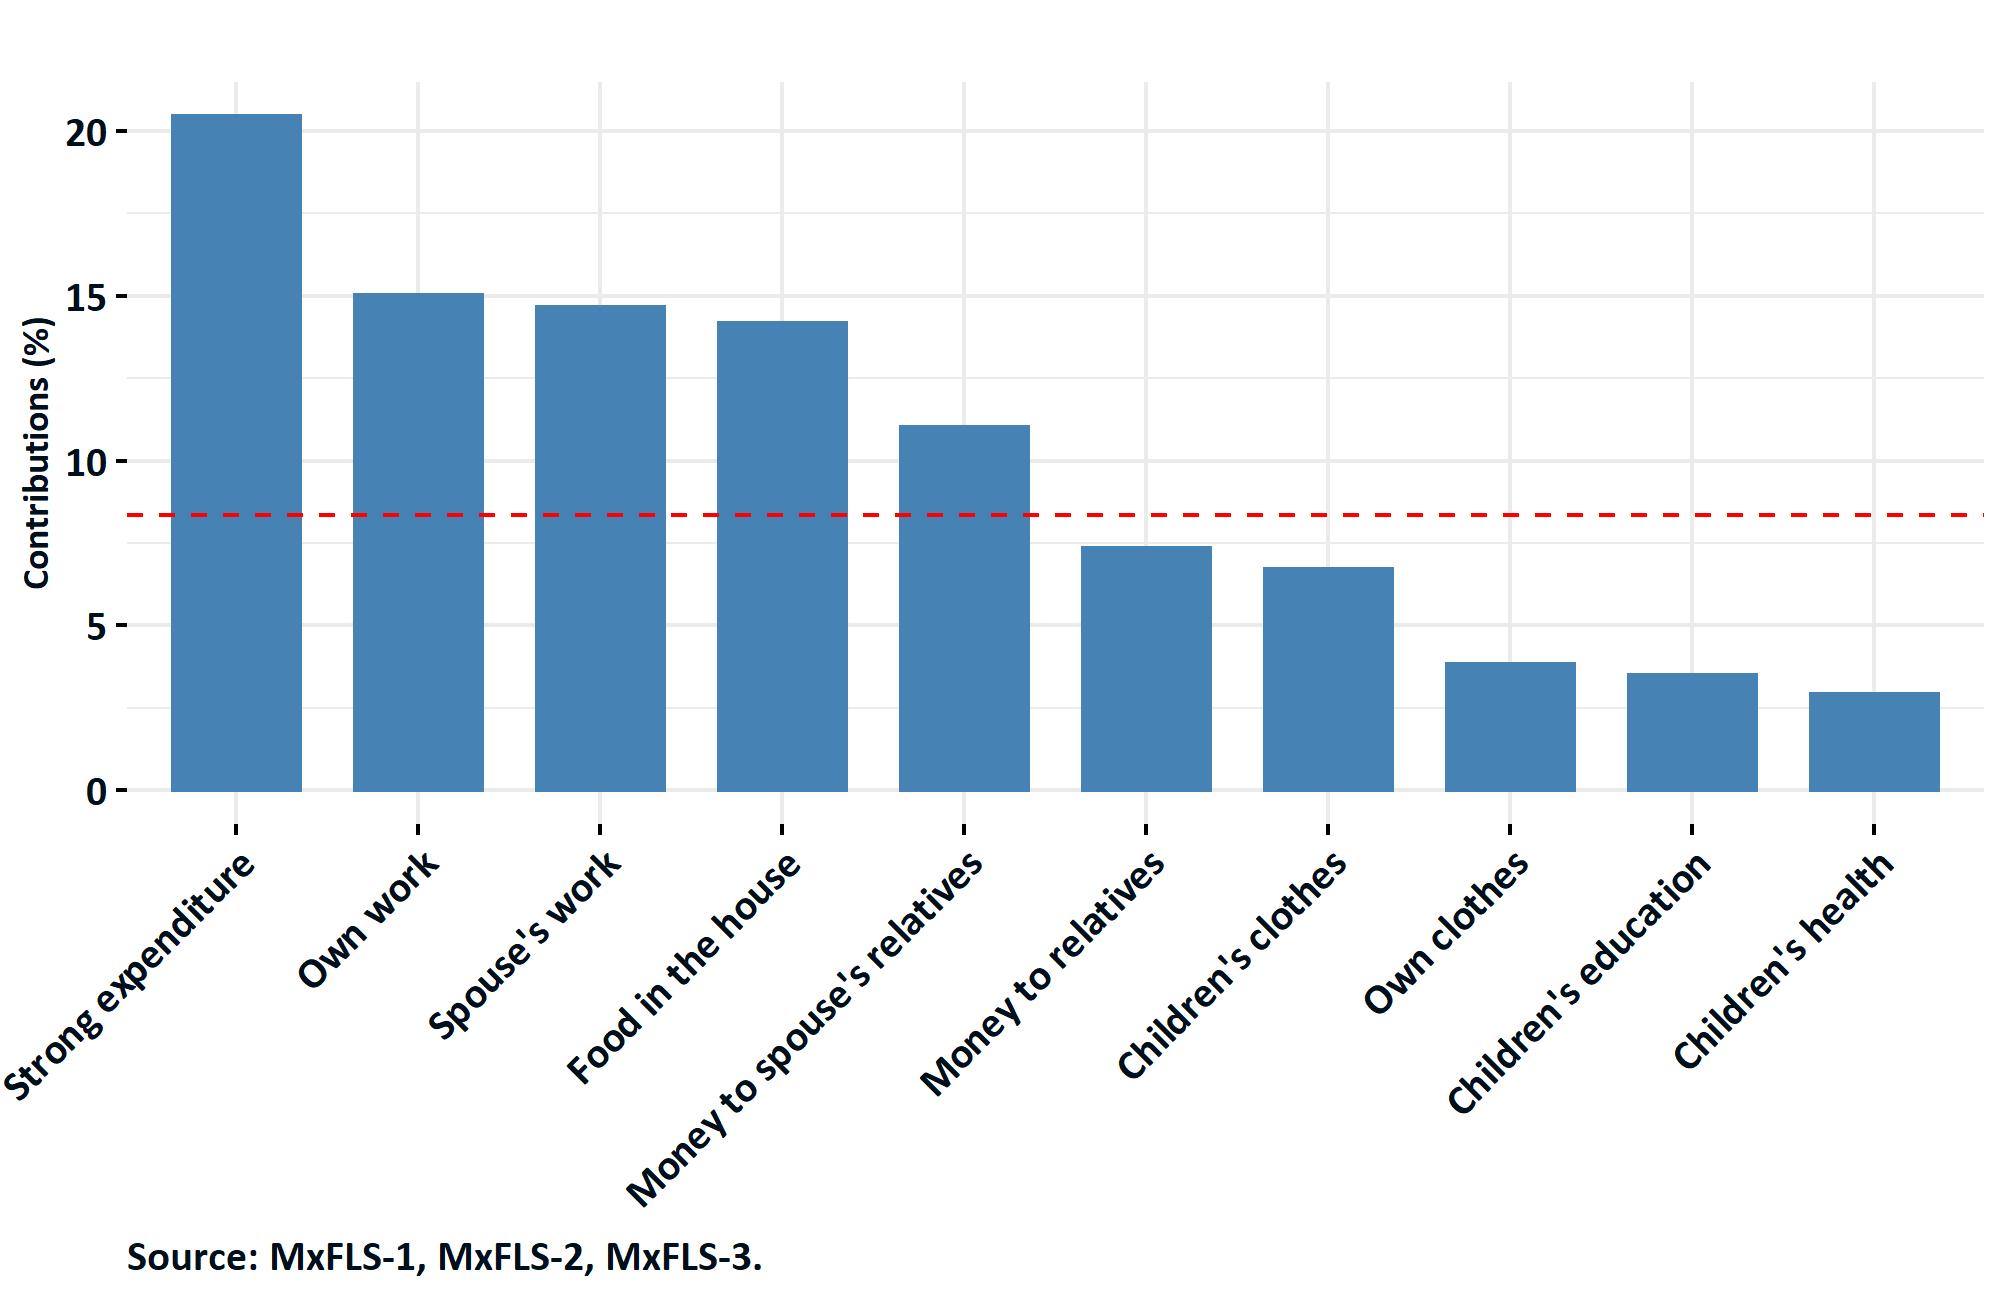 Contributions (%)
20
15
10
5
0
Strong expenditure
Own work
Spouse's work
Food in the house
Money to spouse's relatives
Money to relatives
Children's clothes
Own clothes
Children's education
Children's health
Source: MxFLS-1, MxFLS-2, MxFLS-3.